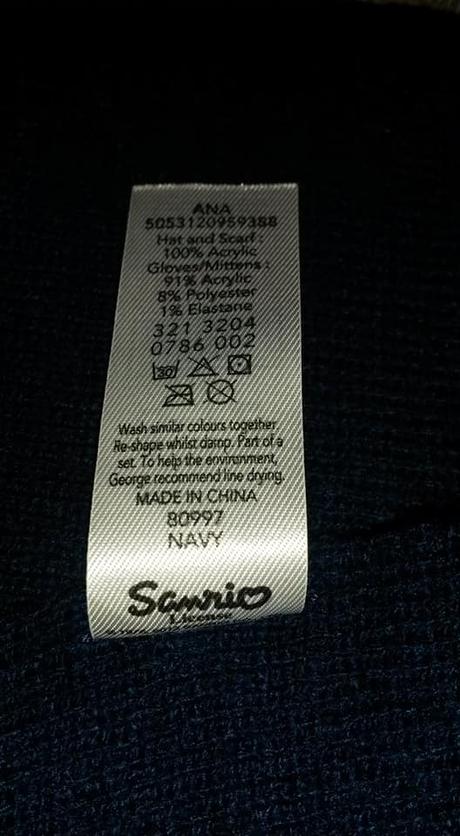 ANA
5053120959388
Hat and Scarf :
100% Acrylic
Gloves/Mittens :
91% Acrylic
8% Polyester
1% Elastane
321 3204
0786 002
30
Wash similar colours together
Re-shape whilst damp. Part of a
set. To help the environment,
George recommend line drying.
MADE IN CHINA
80997
NAVY
Sanrio
License